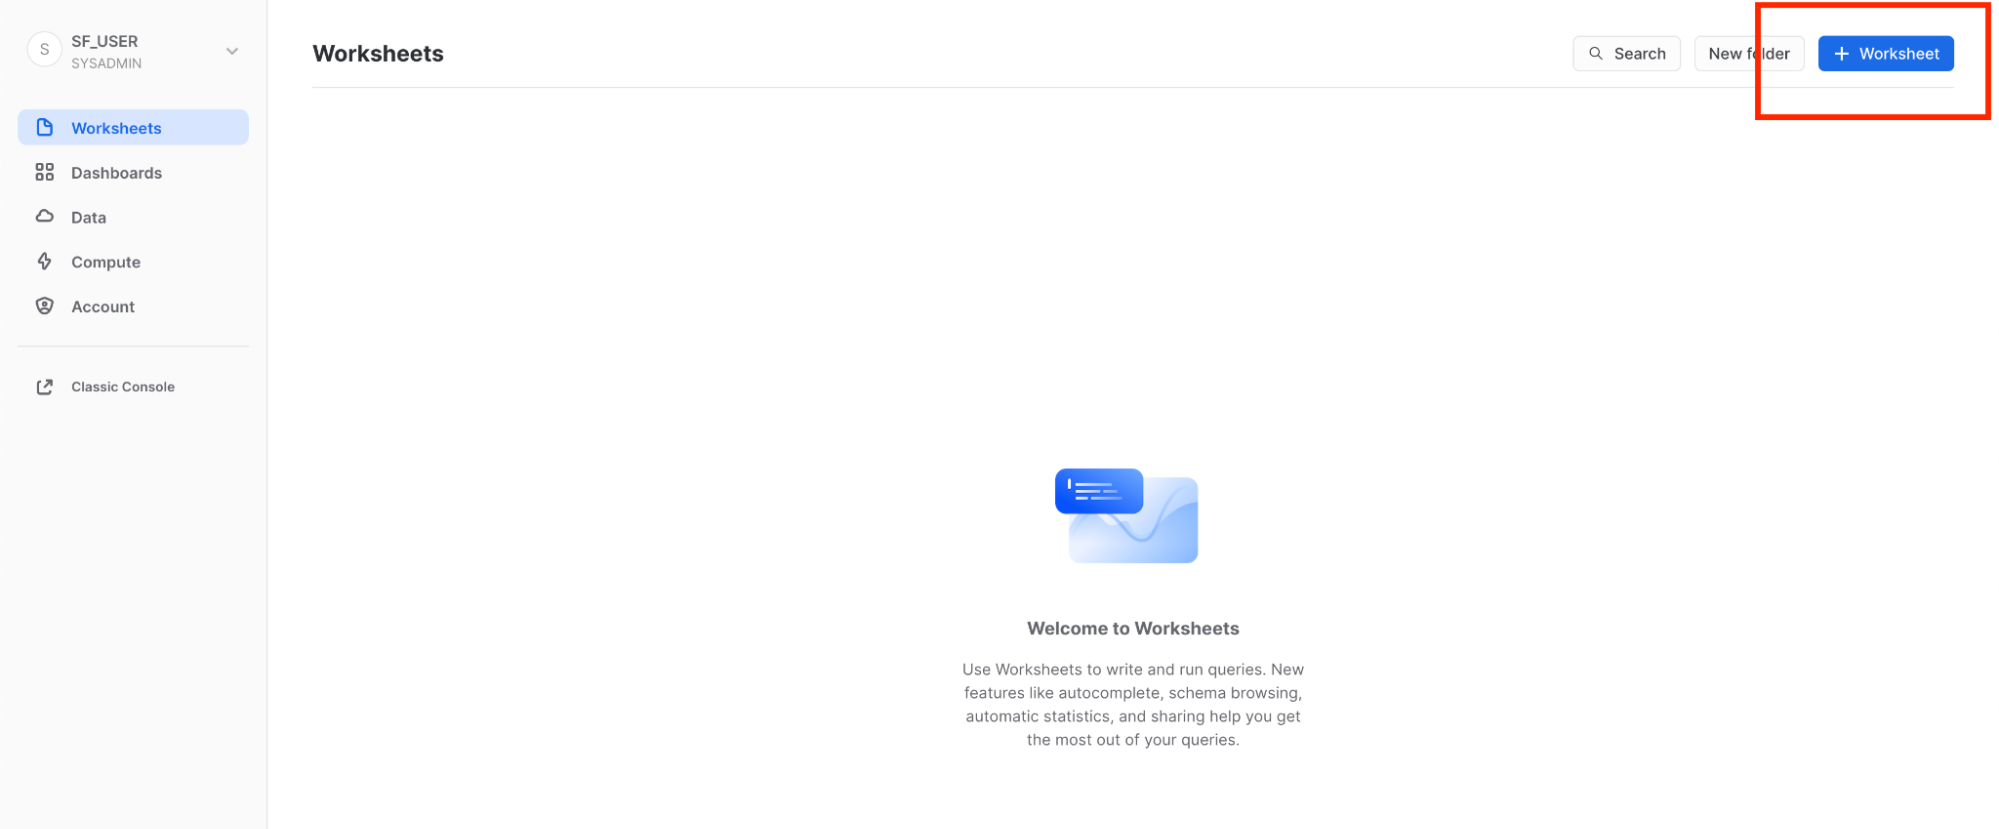 S
SF_USER
SYSADMIN
Worksheets
Dashboards
Data
Compute
Account
Classic Console
Worksheets
Search
New folder
+ Worksheet
Welcome to Worksheets
Use Worksheets to write and run queries. New
features like autocomplete, schema browsing,
automatic statistics, and sharing help you get
the most out of your queries.